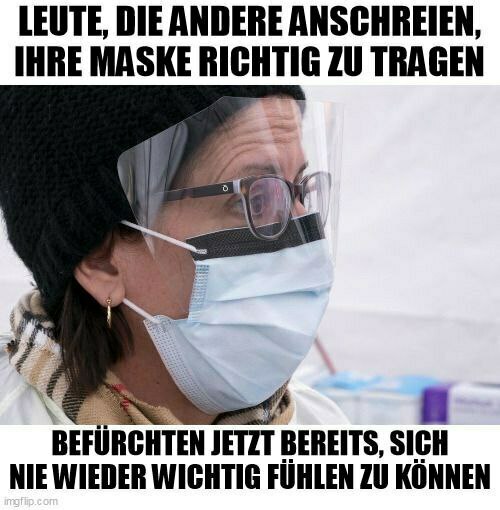 LEUTE, DIE ANDERE ANSCHREIEN,
IHRE MASKE RICHTIG ZU TRAGEN
BEFÜRCHTEN JETZT BEREITS, SICH
NIE WIEDER WICHTIG FÜHLEN ZU KÖNNEN
imgflip.com